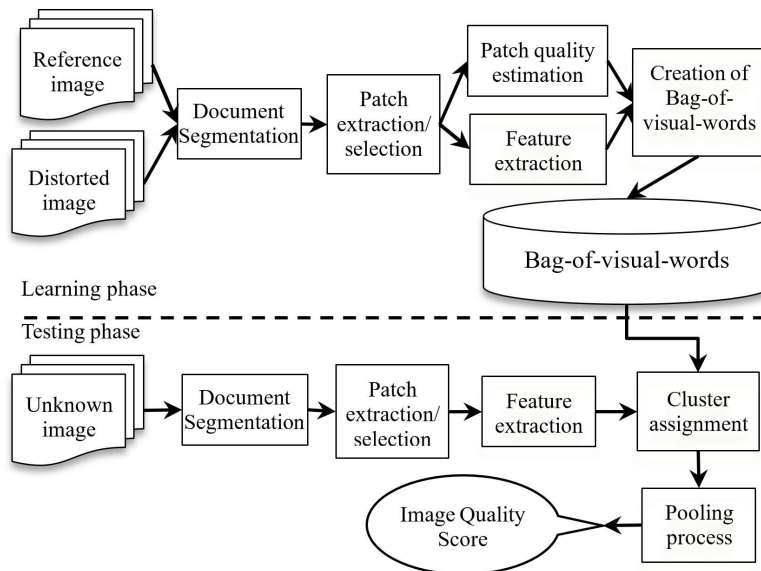 Reference
image
Distorted
image
Document
Segmentation
Patch
extraction/
selection
Patch quality
estimation
Feature
extraction
Creation of
Bag-of-
visual-words
Bag-of-visual-words
Learning phase
Testing phase
Unknown
image
Document
Segmentation
Patch
extraction/
selection
Feature
extraction
Cluster
assignment
Pooling
process
Image Quality
Score